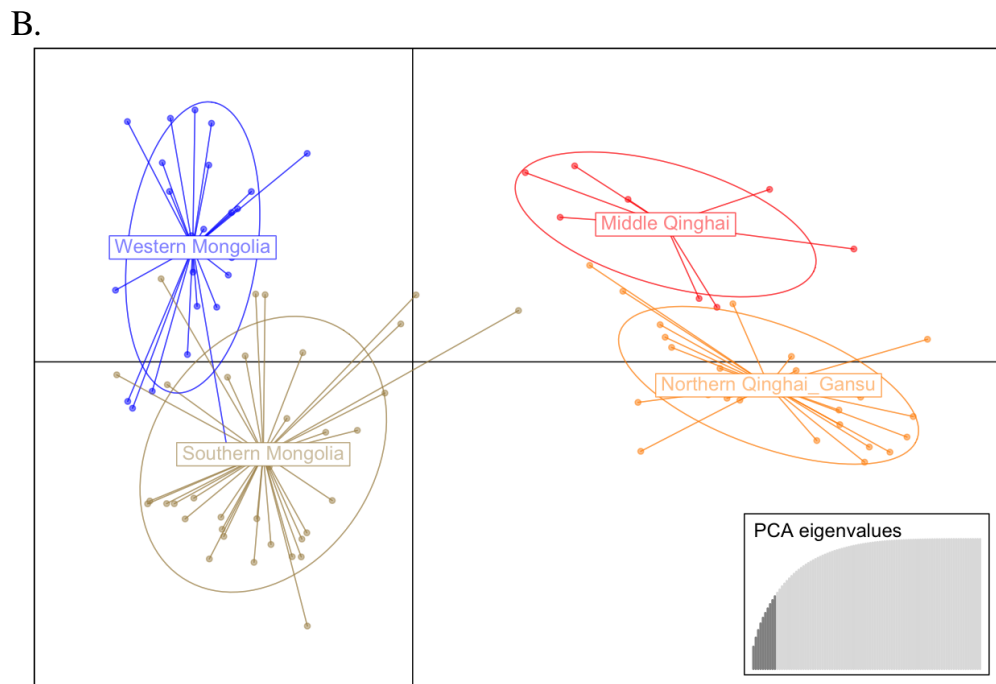 B.
Western Mongolia
Middle Qinghai
Northern Qinghai_Gansu
Southern Mongolia
PCA eigenvalues